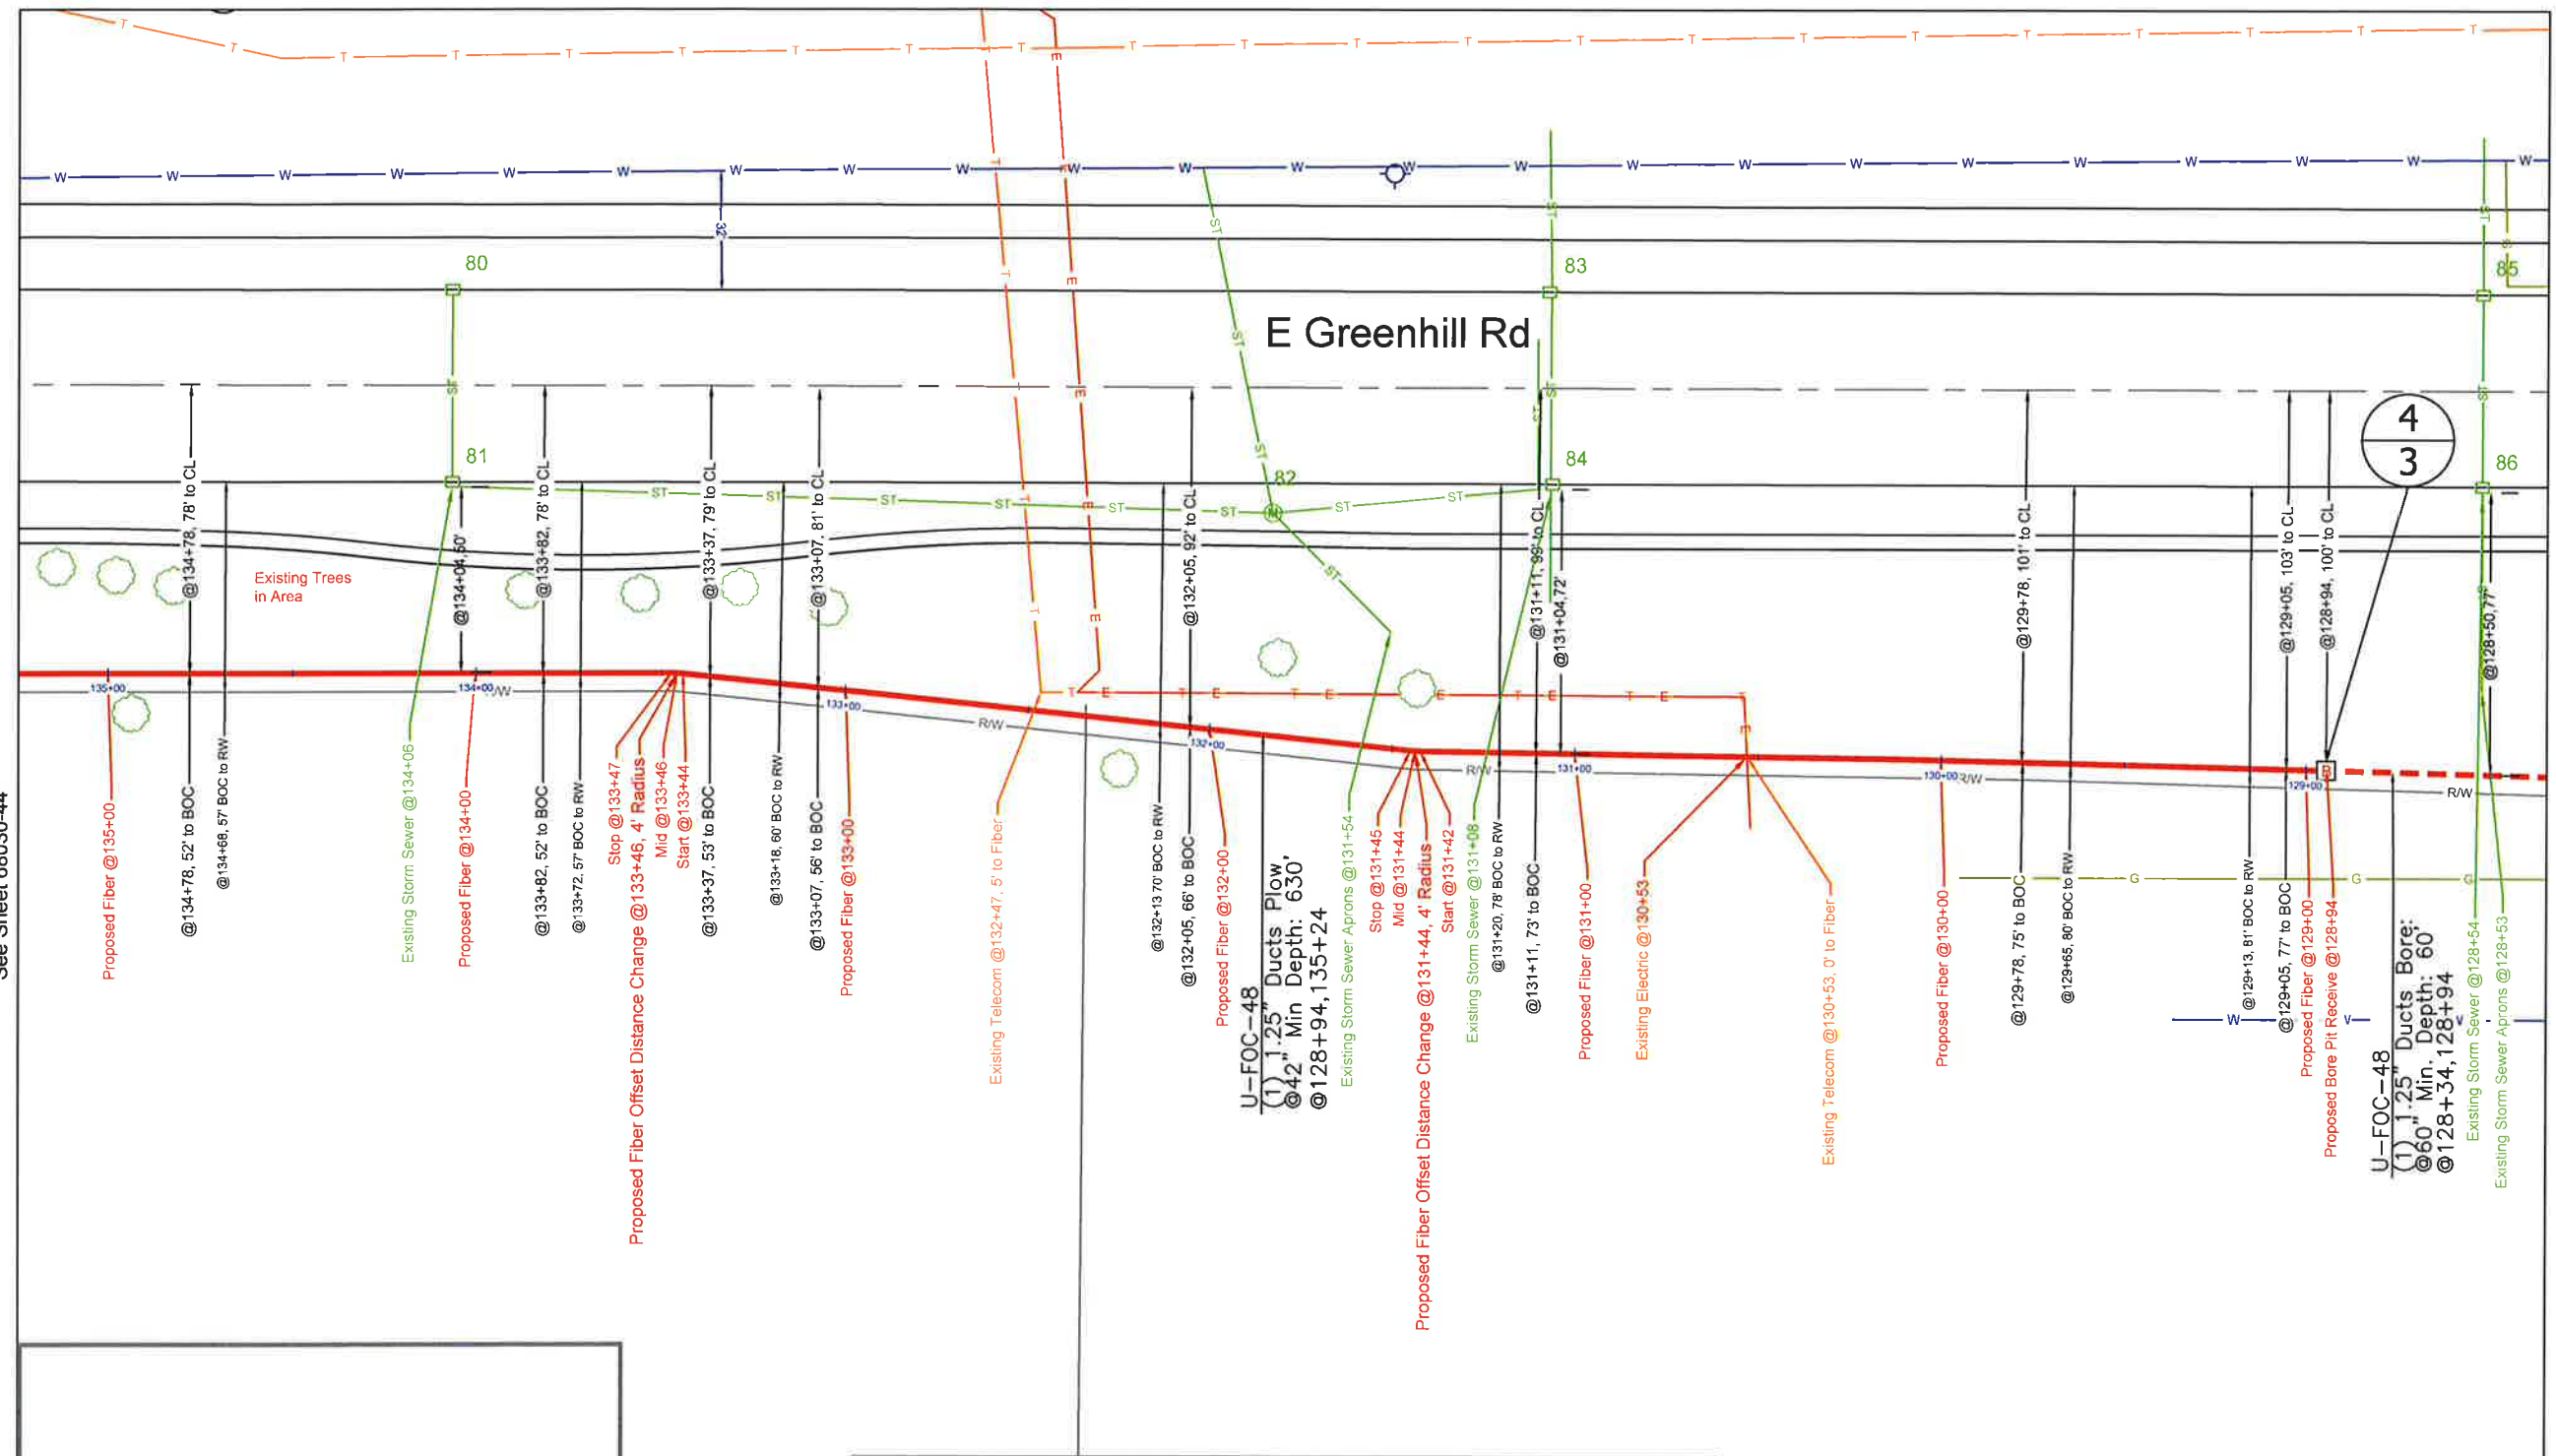 E Greenhill Rd
80
81
82
83
84
85
86
4
3
32'
Existing Trees
in Area
135+00
134+00
133+00
132+00
131+00
130+00
129+00
R/W
R/W
R/W
R/W
R/W
@134+78, 78' to CL
@134+04,50'
@133+82, 78' to CL
@133+37, 79' to CL
@133+07, 81' to CL
@132+05, 92' to CL
@131+11, 99' to CL
@131+04,72'
@129+78, 101' to CL
@129+05, 103' to CL
@128+94, 100' to CL
@128+50,77'
Proposed Fiber @135+00
@134+78, 52' to BOC
@134+68, 57' BOC to RW
Existing Storm Sewer @134+06
Proposed Fiber @134+00
@133+82, 52' to BOC
@133+72, 57' BOC to RW
Stop @133+47
Proposed Fiber Offset Distance Change @133+46, 4' Radius
Mid @133+46
Start @133+44
@133+37, 53' to BOC
@133+18, 60' BOC to RW
@133+07, 56' to BOC
Proposed Fiber @133+00
Existing Telecom @132+47, 5' to Fiber
@132+13 70' BOC to RW
@132+05, 66' to BOC
Proposed Fiber @132+00
U-FOC-48
(1) 1.25" Ducts Plow,
@42" Min Depth: 630'
@128+94,135+24
Existing Storm Sewer Aprons @131+54
Stop @131+45
Mid @131+44
Proposed Fiber Offset Distance Change @131+44, 4' Radius
Start @131+42
Existing Storm Sewer @131+08
@131+20, 78' BOC to RW
@131+11, 73' to BOC
Proposed Fiber @131+00
Existing Electric @130+53
Existing Telecom @130+53, 0' to Fiber
Proposed Fiber @130+00
@129+78, 75' to BOC
@129+65, 80' BOC to RW
@129+13, 81' BOC to RW
@129+05, 77' to BOC
Proposed Fiber @129+00
Proposed Bore Pit Receive @128+94
U-FOC-48
(1) 1.25" Ducts Bore:
@60" Min. Depth: 60'
@128+34,128+94
Existing Storm Sewer @128+54
Existing Storm Sewer Aprons @128+53